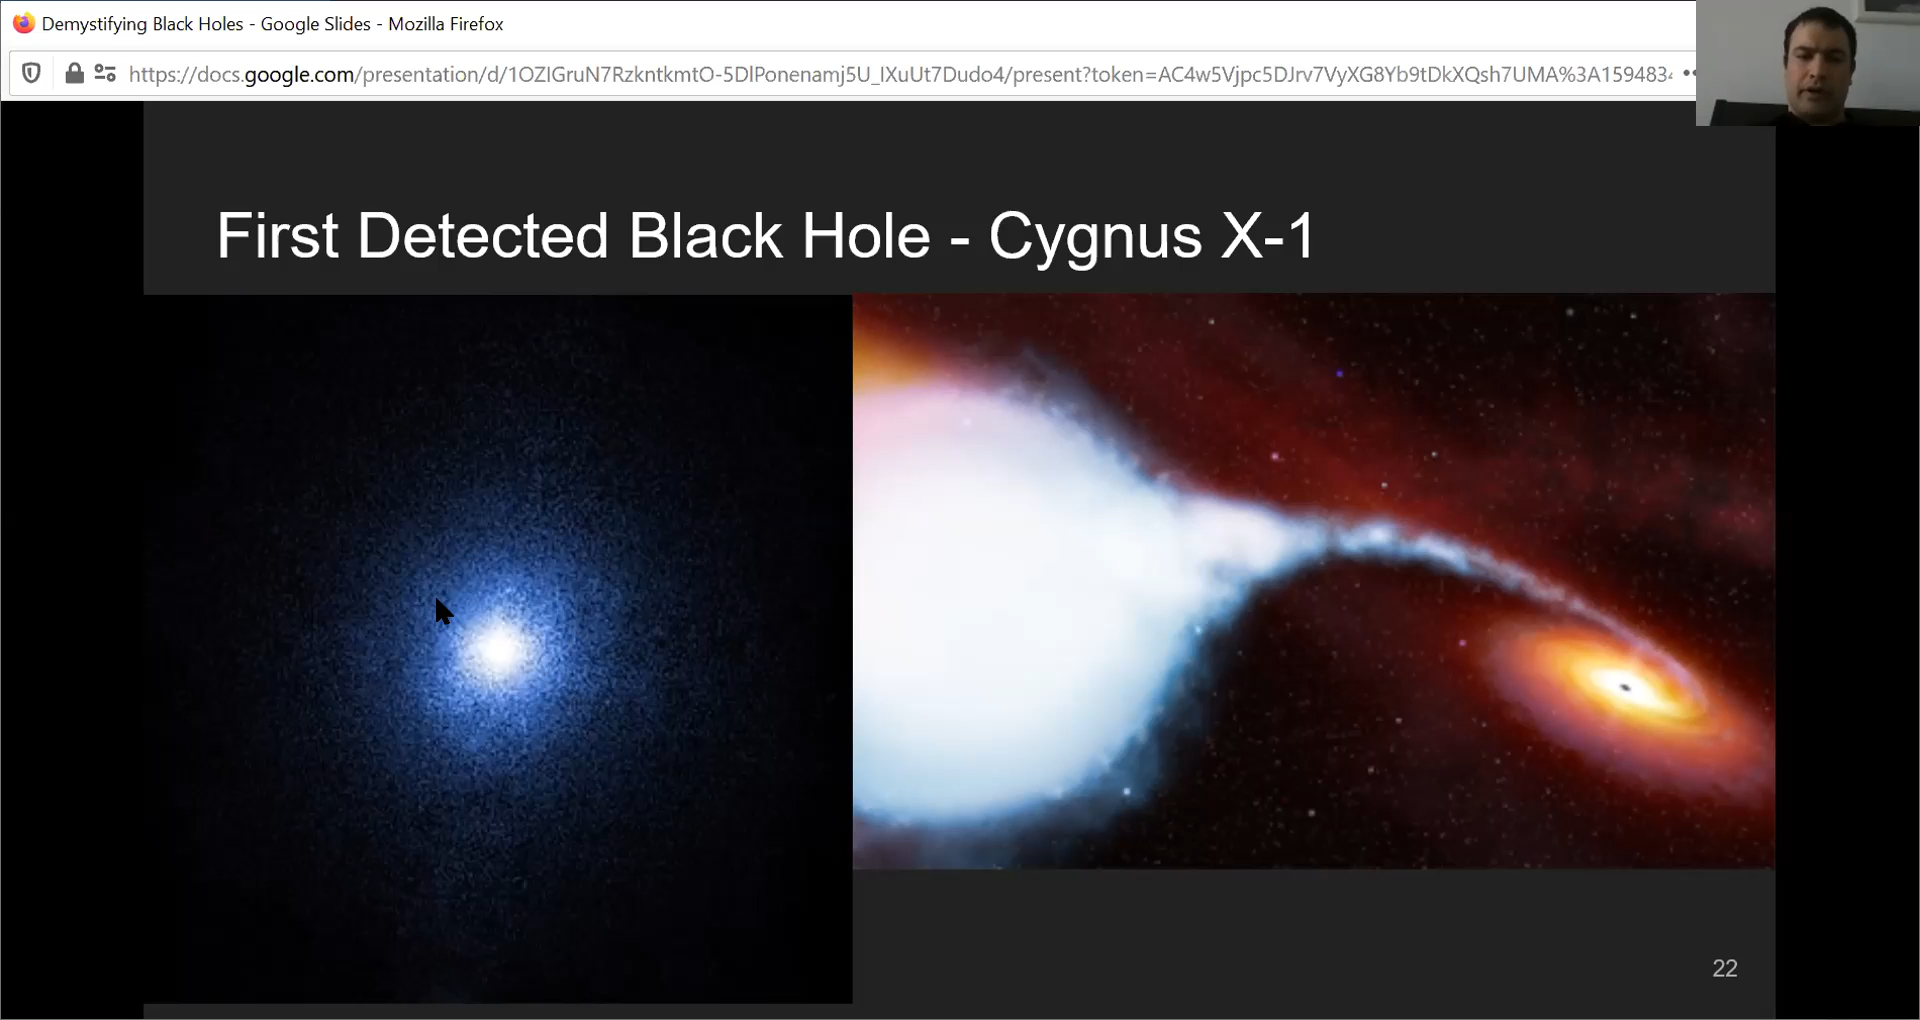 Demystifying Black Holes - Google Slides - Mozilla Firefox
https://docs.google.com/presentation/d/1OZIGruN7RzkntkmtO-5DlPonenamj5U_IXuUt7Dudo4/present?token=AC4w5Vjpc5DJrv7VyXG8Yb9tDkXQsh7UMA%3A159483
First Detected Black Hole - Cygnus X-1
22